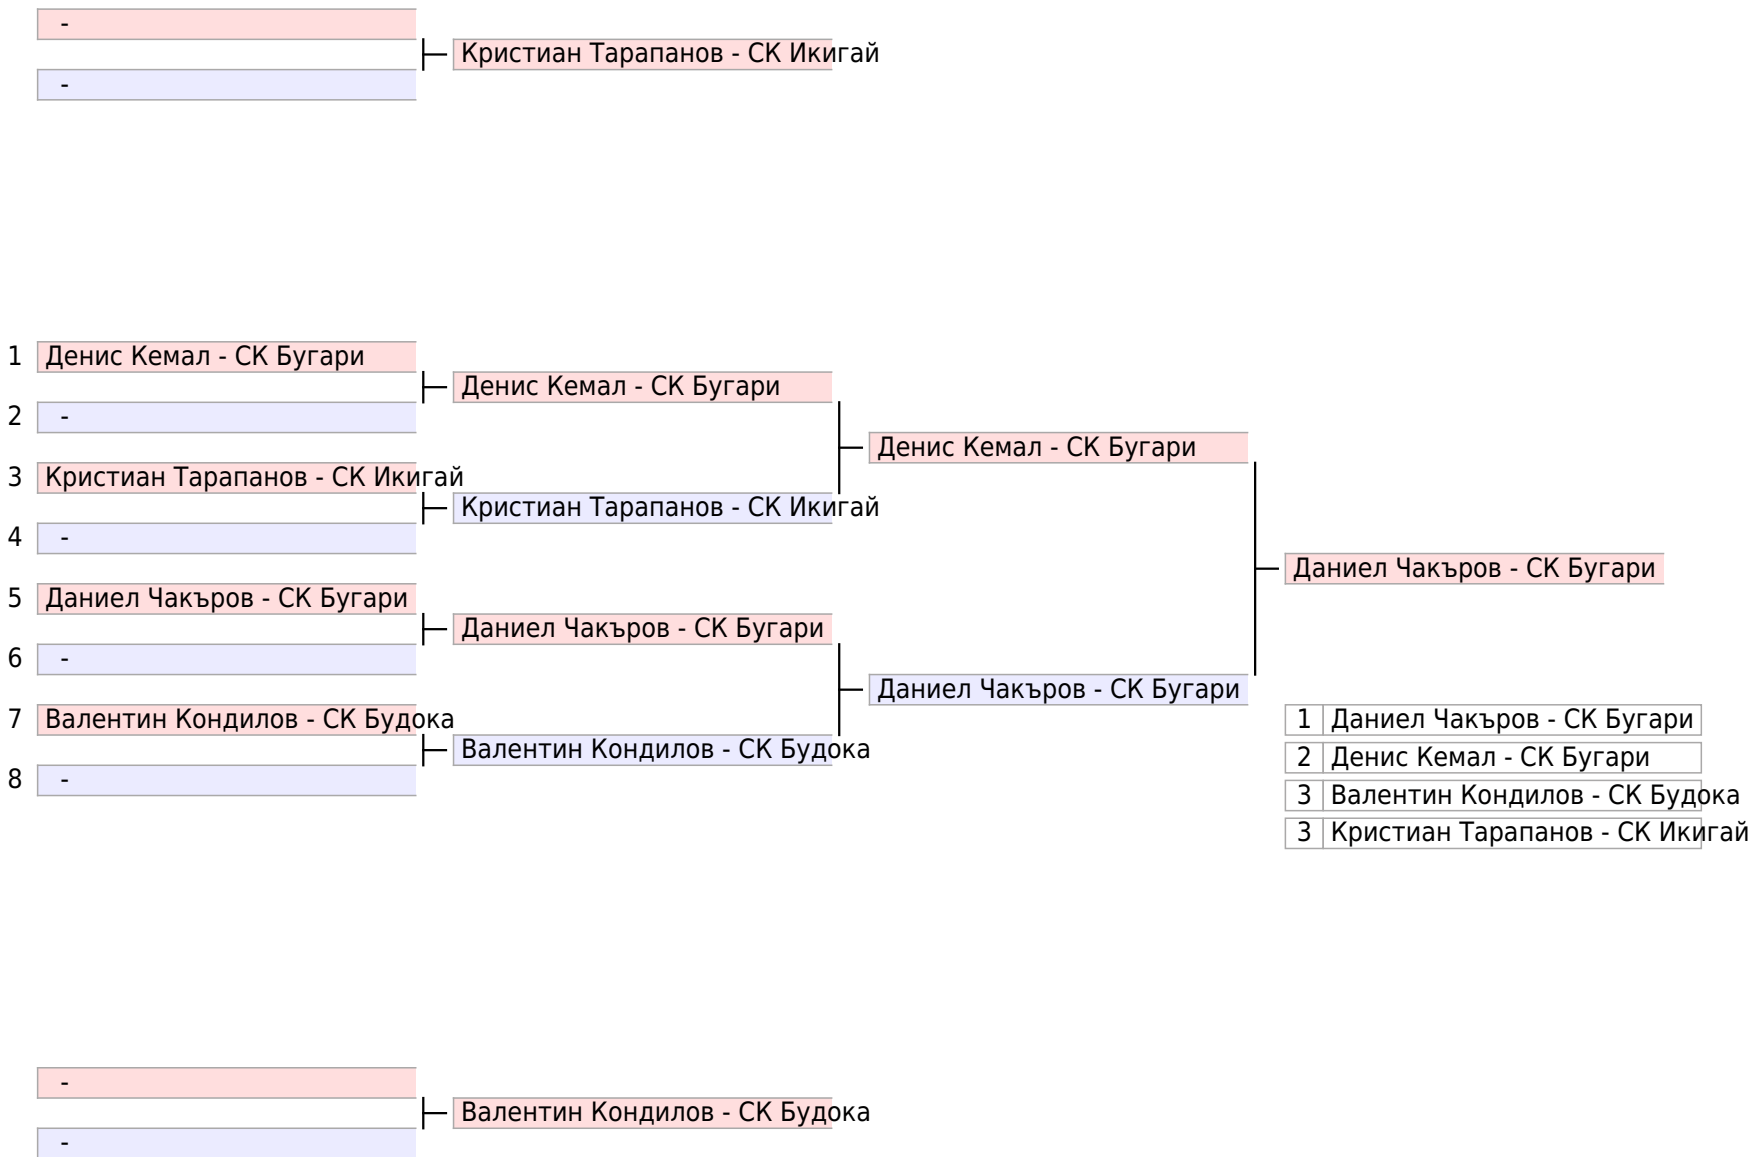 -
Кристиан Тарапанов - СК Икигай
-
1 Денис Кемал - СК Бугари
Денис Кемал - СК Бугари
2 -
Денис Кемал - СК Бугари
3 Кристиан Тарапанов - СК Икигай
Кристиан Тарапанов - СК Икигай
4 -
Даниел Чакъров - СК Бугари
5 Даниел Чакъров - СК Бугари
Даниел Чакъров - СК Бугари
6 -
Даниел Чакъров - СК Бугари
7 Валентин Кондилов - СК Будока
1 Даниел Чакъров - СК Бугари
Валентин Кондилов - СК Будока
2 Денис Кемал - СК Бугари
8 -
3 Валентин Кондилов - СК Будока
3 Кристиан Тарапанов - СК Икигай
-
Валентин Кондилов - СК Будока
-